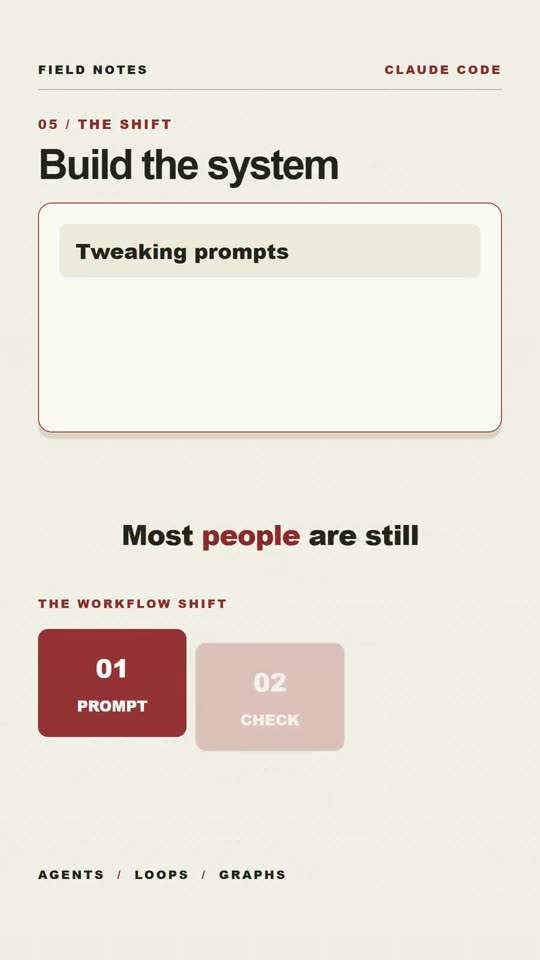 FIELD NOTES
CLAUDE CODE
05 / THE SHIFT
Build the system
Tweaking prompts
Most people are still
THE WORKFLOW SHIFT
01
PROMPT
02
CHECK
AGENTS / LOOPS / GRAPHS